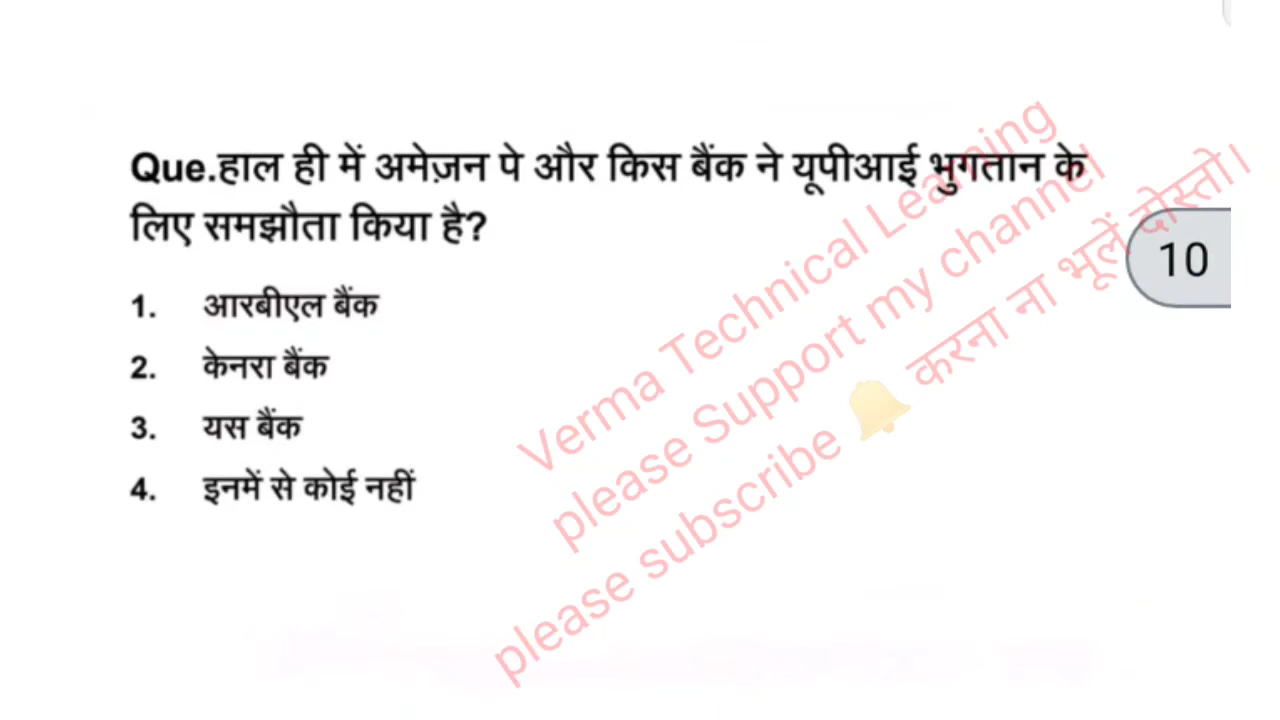 Que.हाल ही में अमेज़न पे और किस बैंक ने यूपीआई भुगतान के
लिए समझौता किया है?
10
1. आरबीएल बैंक
2. केनरा बैंक
3. यस बैंक
4. इनमें से कोई नहीं
Verma Technical Learning
please Support my channel
please subscribe 🔔 करना ना भूलें दोस्तो।